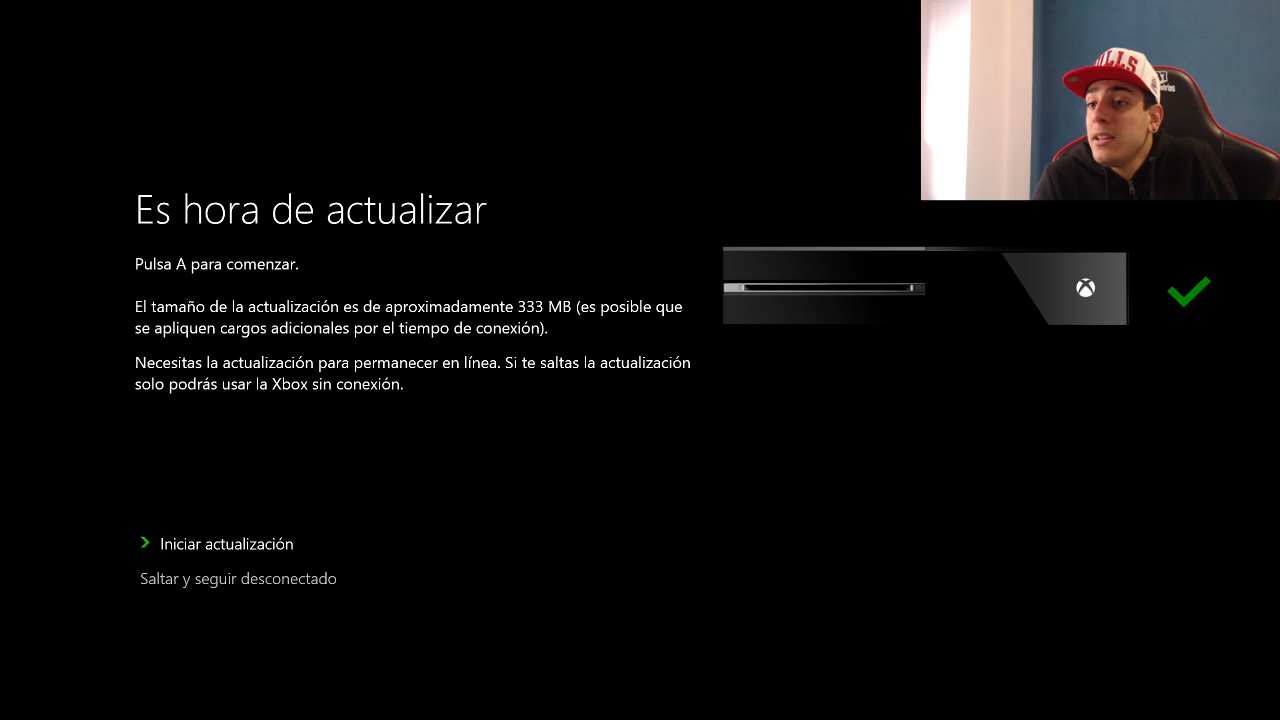 BULLS
Es hora de actualizar
Pulsa A para comenzar.
El tamaño de la actualización es de aproximadamente 333 MB (es posible que
se apliquen cargos adicionales por el tiempo de conexión).
Necesitas la actualización para permanecer en línea. Si te saltas la actualización
solo podrás usar la Xbox sin conexión.
Iniciar actualización
Saltar y seguir desconectado